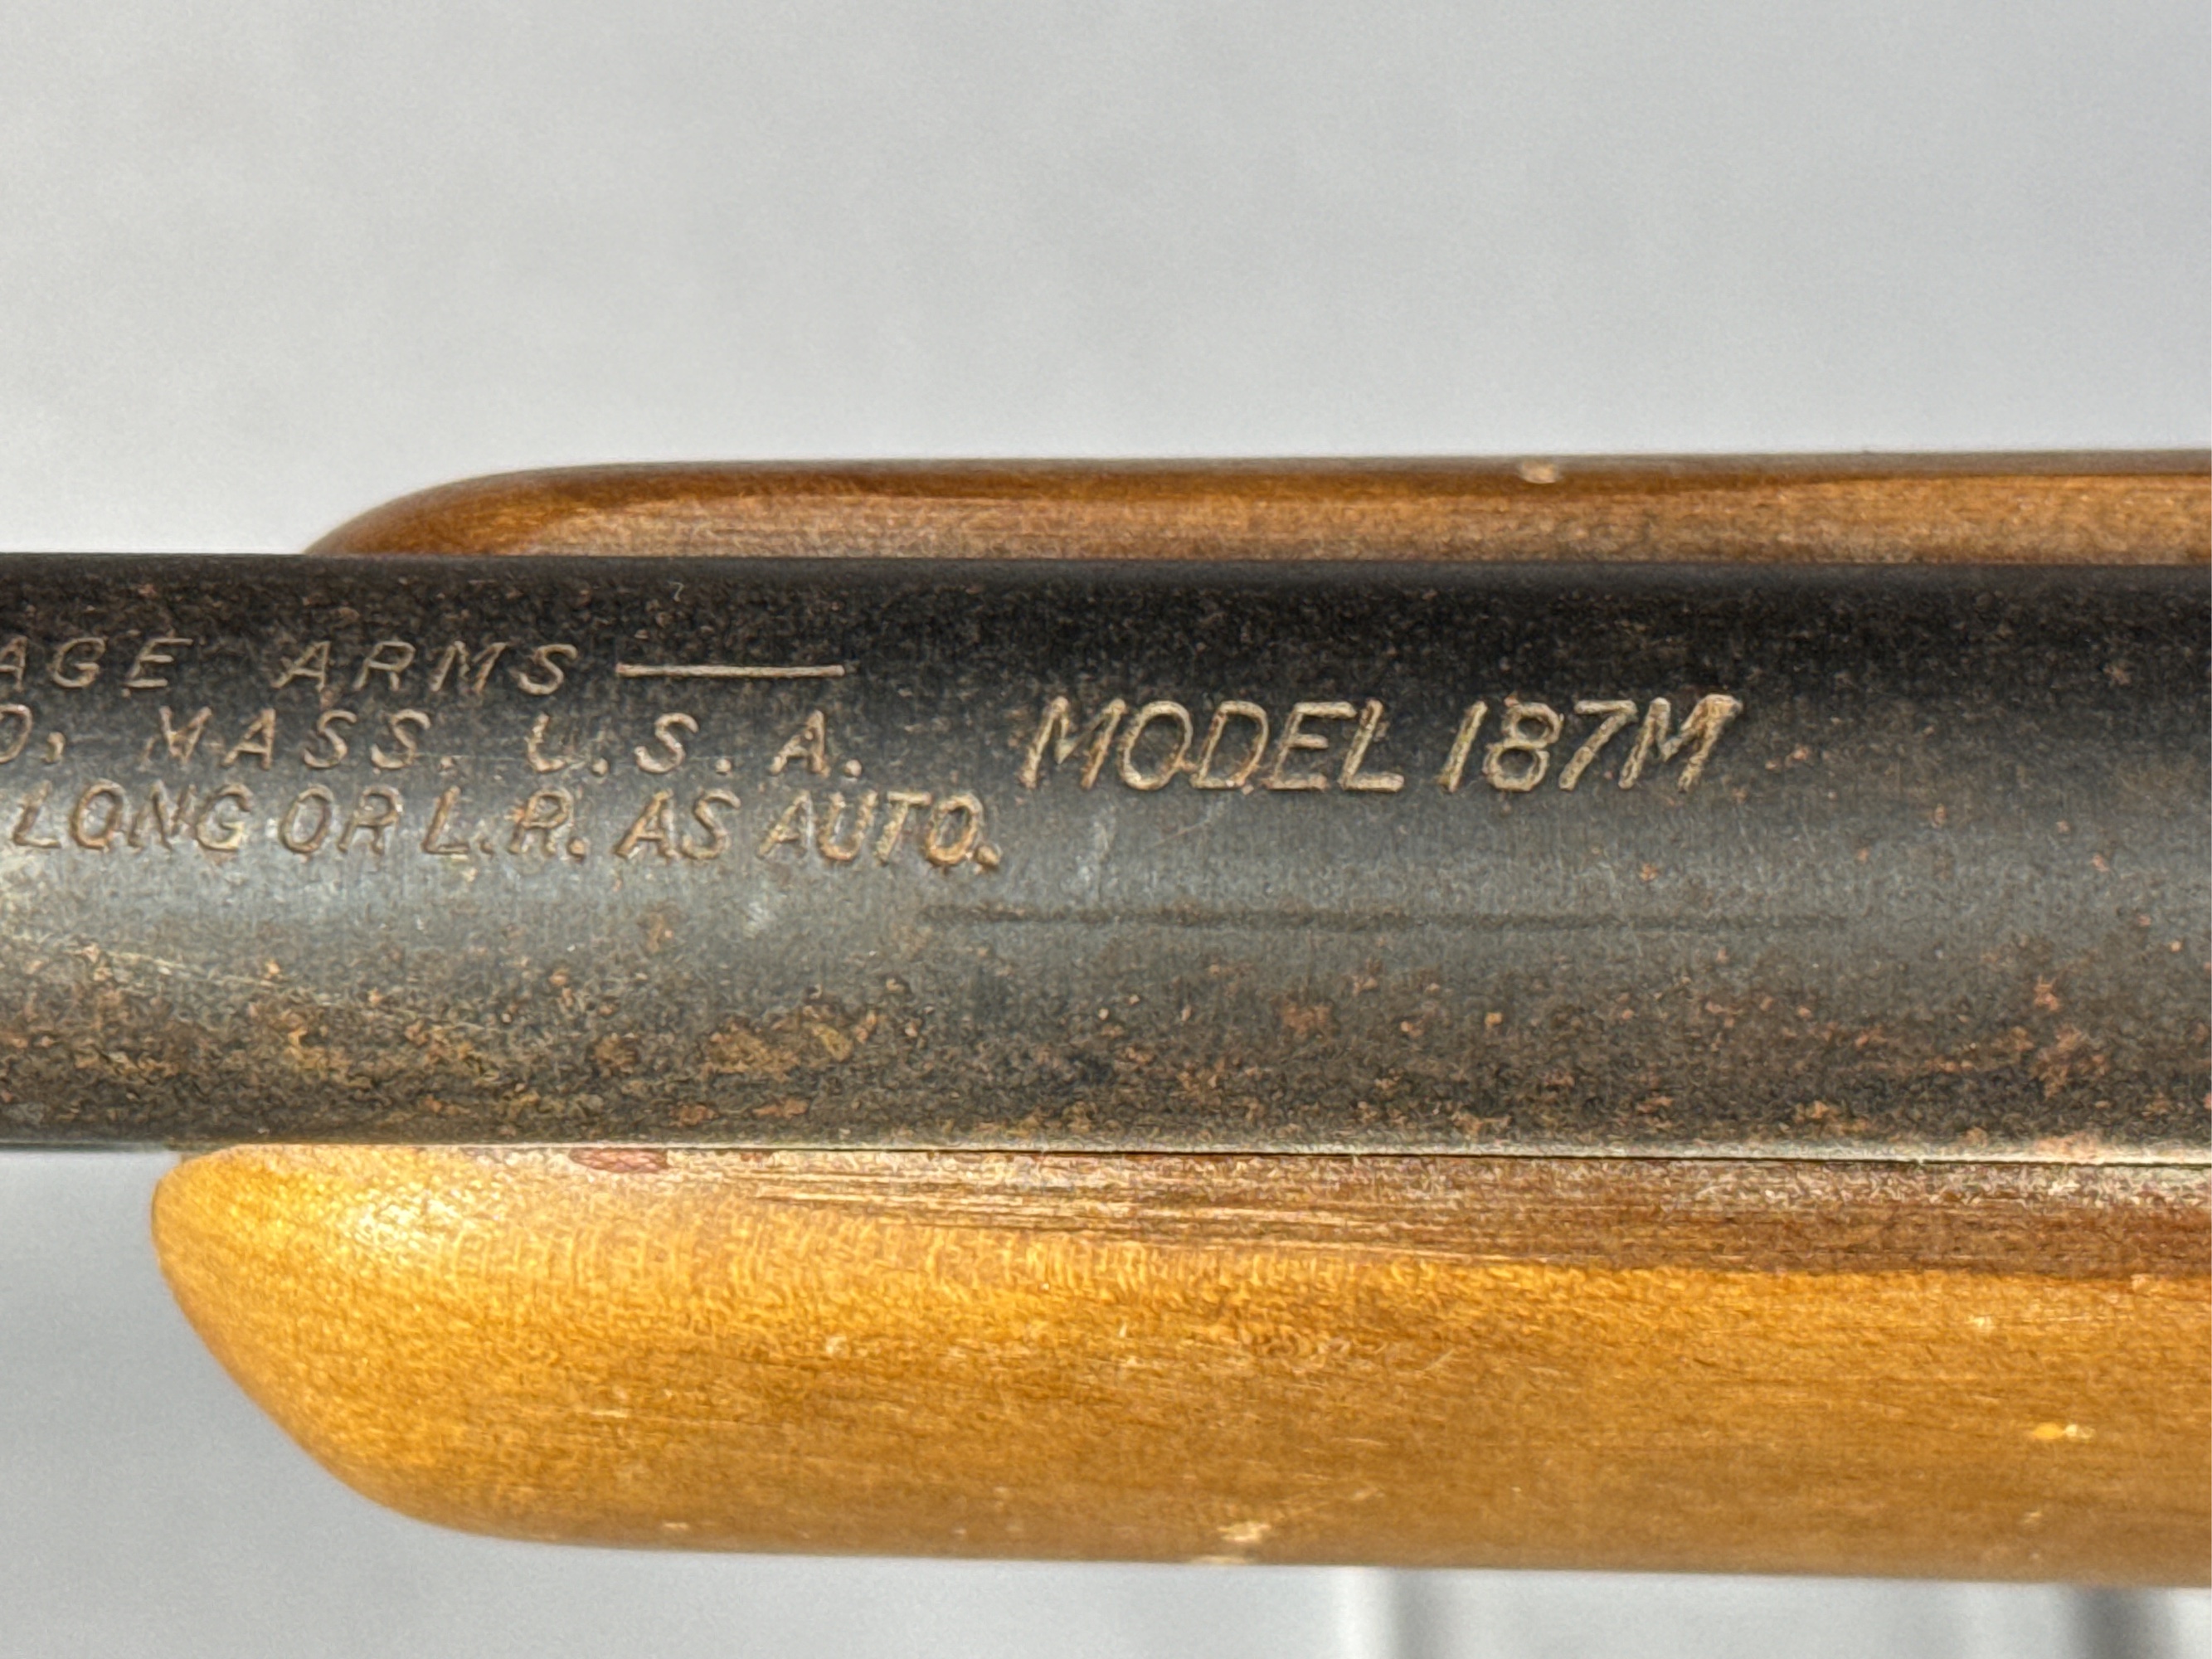 AGE ARMS —
D, MASS. U.S.A. MODEL 187M
LONG OR L.R. AS AUTO.